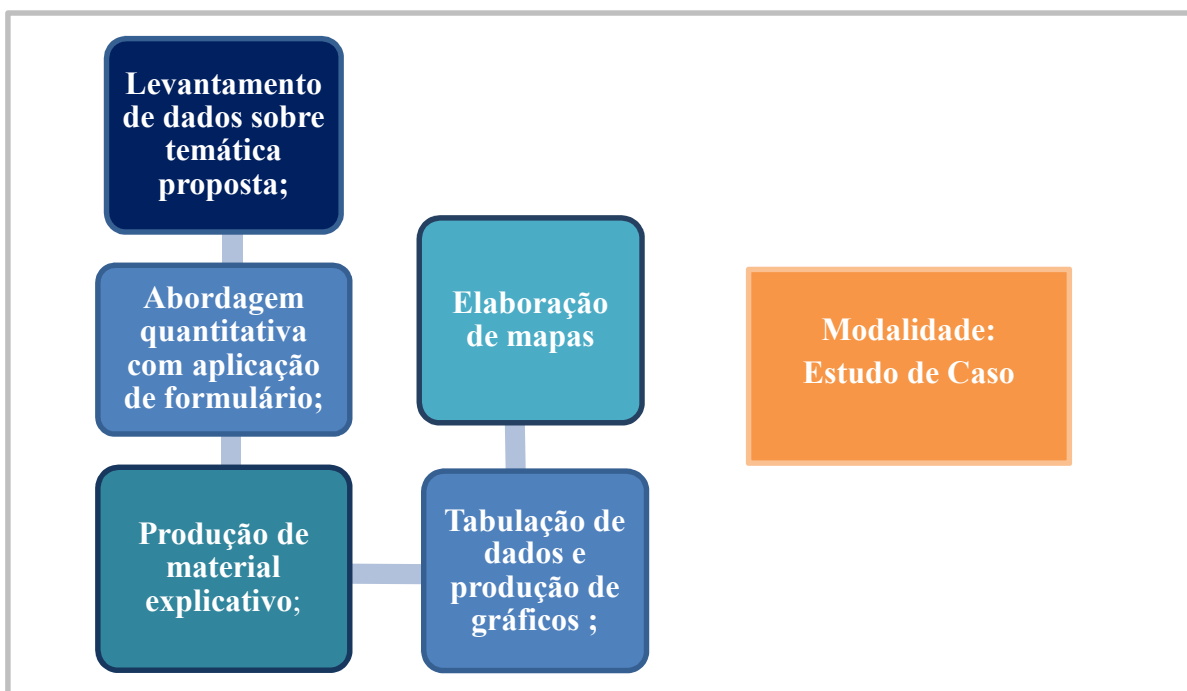 Levantamento
de dados sobre
temática
proposta;
Abordagem
quantitativa
com aplicação
de formulário;
Produção de
material
explicativo;
Tabulação de
dados e
produção de
gráficos ;
Elaboração
de mapas
Modalidade:
Estudo de Caso